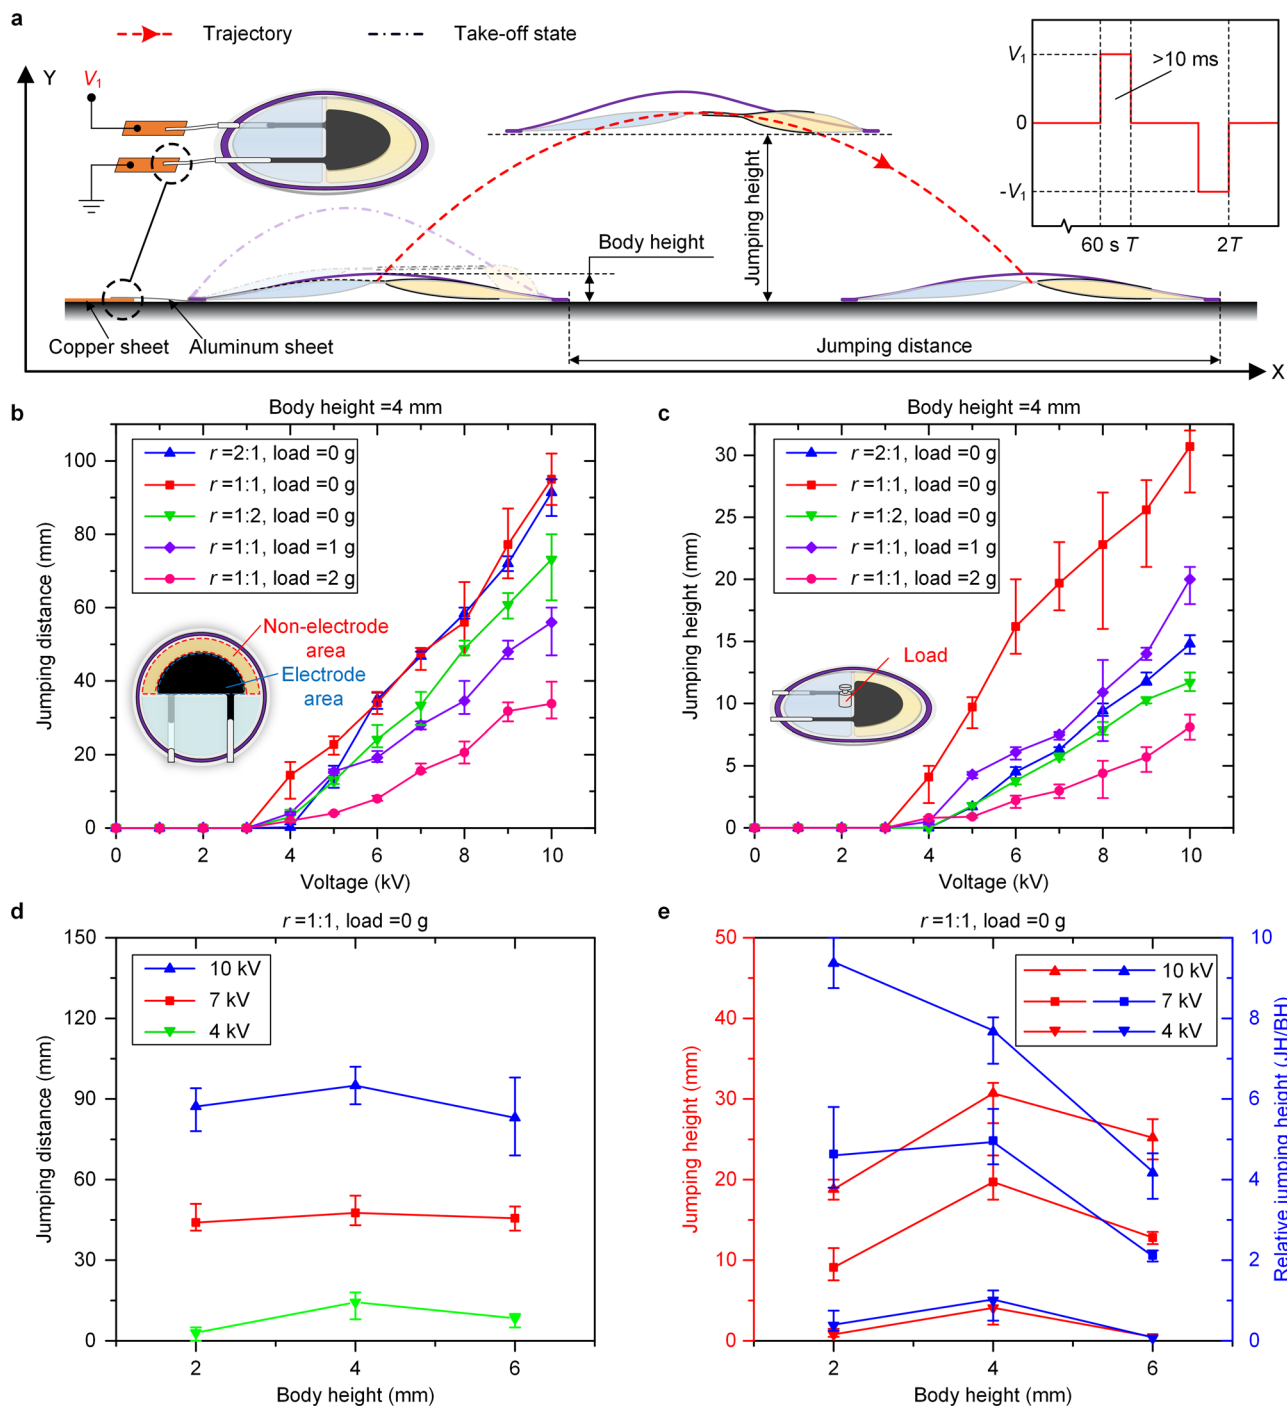 a
Trajectory
Take-off state
Y
V1
V1
>10 ms
0
-V1
60 s T
2T
Jumping height
Body height
Copper sheet
Aluminum sheet
Jumping distance
X
b
Body height =4 mm
r =2:1, load =0 g
r =1:1, load =0 g
r =1:2, load =0 g
r =1:1, load =1 g
r =1:1, load =2 g
Non-electrode
area
Electrode
area
Jumping distance (mm)
100
80
60
40
20
0
0 2 4 6 8 10
Voltage (kV)
c
Body height =4 mm
r =2:1, load =0 g
r =1:1, load =0 g
r =1:2, load =0 g
r =1:1, load =1 g
r =1:1, load =2 g
Load
Jumping height (mm)
30
25
20
15
10
5
0
0 2 4 6 8 10
Voltage (kV)
d
r =1:1, load =0 g
10 kV
7 kV
4 kV
Jumping distance (mm)
150
120
90
60
30
0
2 4 6
Body height (mm)
e
r =1:1, load =0 g
10 kV
7 kV
4 kV
Jumping height (mm)
50
40
30
20
10
0
10
8
6
4
2
0
Relative jumping height (JH/BH)
2 4 6
Body height (mm)